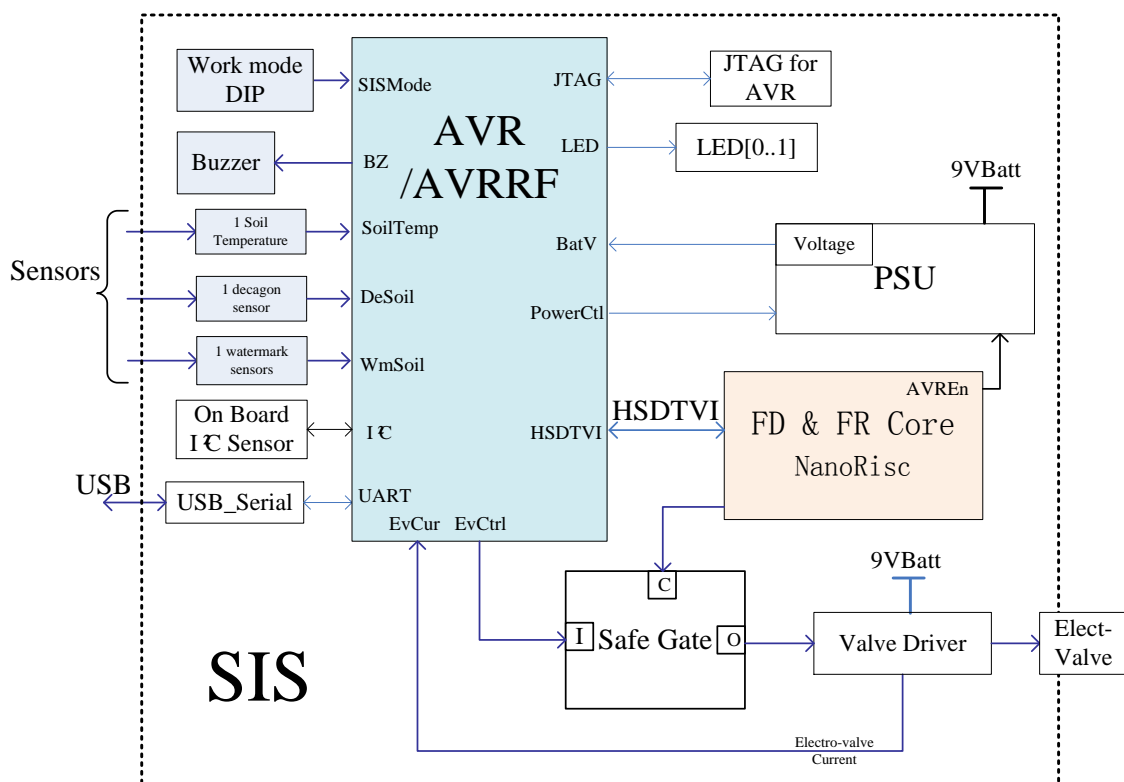 Work mode
DIP
SISMode
JTAG
JTAG for
AVR
AVR
/AVRRF
Buzzer
BZ
LED
LED[0..1]
9VBatt
Sensors
1 Soil
Temperature
SoilTemp
BatV
Voltage
PSU
1 decagon
sensor
DeSoil
PowerCtl
1 watermark
sensors
WmSoil
AVREn
On Board
I²C Sensor
I²C
HSDTVI
HSDTVI
FD & FR Core
NanoRisc
USB
USB_Serial
UART
EvCur
EvCtrl
9VBatt
C
I
Safe Gate
O
Valve Driver
Elect-
Valve
SIS
Electro-valve
Current